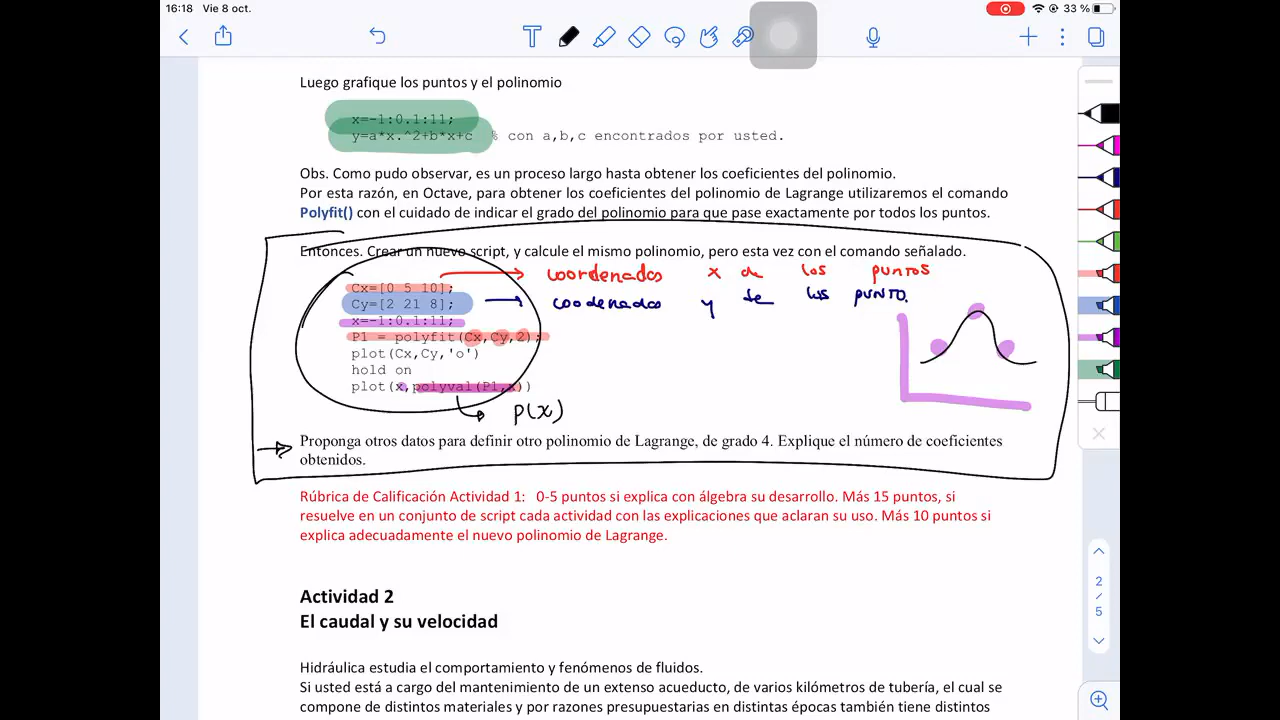 16:18 Vie 8 oct.
33 %
T
Luego grafique los puntos y el polinomio
x=-1:0.1:11;
y=a*x.^2+b*x+c % con a,b,c encontrados por usted.
Obs. Como pudo observar, es un proceso largo hasta obtener los coeficientes del polinomio.
Por esta razón, en Octave, para obtener los coeficientes del polinomio de Lagrange utilizaremos el comando
Polyfit() con el cuidado de indicar el grado del polinomio para que pase exactamente por todos los puntos.
Entonces. Crear un nuevo script, y calcule el mismo polinomio, pero esta vez con el comando señalado.
coordenadas x de los puntos
Cx=[0 5 10];
Cy=[2 21 8]; coordenadas y de los punto.
x=-1:0.1:11;
P1 = polyfit(Cx,Cy,2);
plot(Cx,Cy,'o')
hold on
plot(x,polyval(P1,x))
p(x)
Proponga otros datos para definir otro polinomio de Lagrange, de grado 4. Explique el número de coeficientes
obtenidos.
Rúbrica de Calificación Actividad 1: 0-5 puntos si explica con álgebra su desarrollo. Más 15 puntos, si
resuelve en un conjunto de script cada actividad con las explicaciones que aclaran su uso. Más 10 puntos si
explica adecuadamente el nuevo polinomio de Lagrange.
2
/
5
Actividad 2
El caudal y su velocidad
Hidráulica estudia el comportamiento y fenómenos de fluidos.
Si usted está a cargo del mantenimiento de un extenso acueducto, de varios kilómetros de tubería, el cual se
compone de distintos materiales y por razones presupuestarias en distintas épocas también tiene distintos